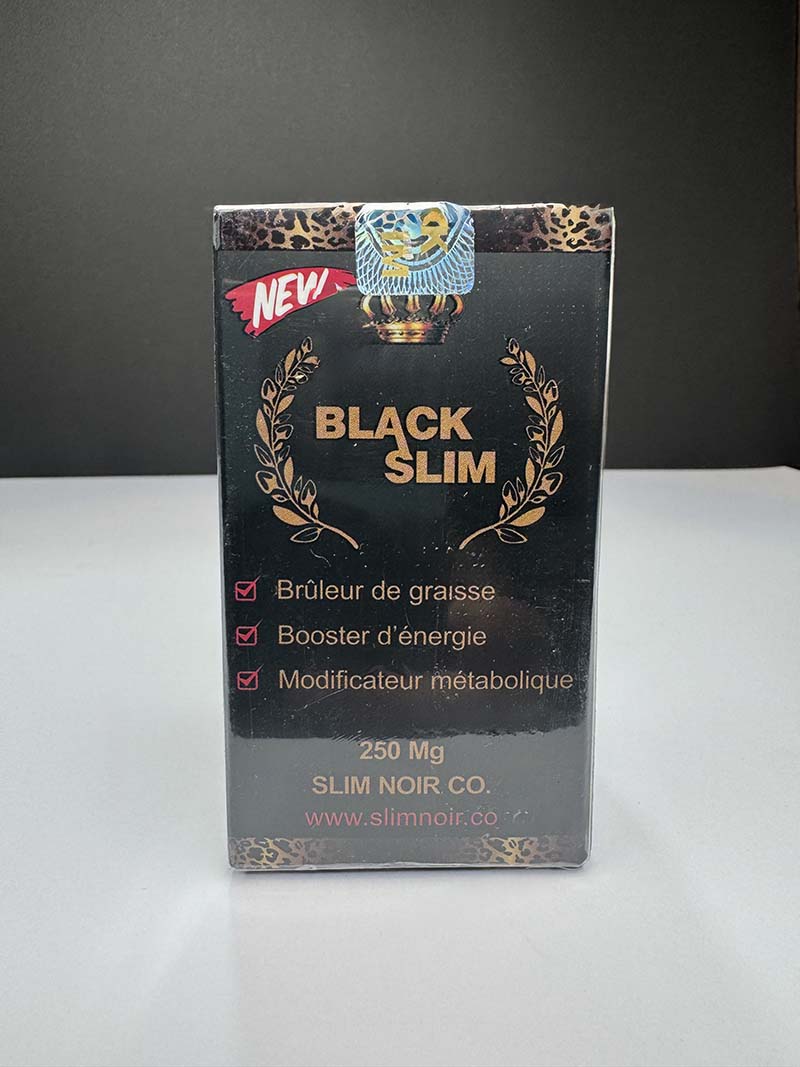 NEW
BLACK
SLIM
Brûleur de graisse
Booster d'énergie
Modificateur métabolique
250 Mg
SLIM NOIR CO.
www.slimnoir.co